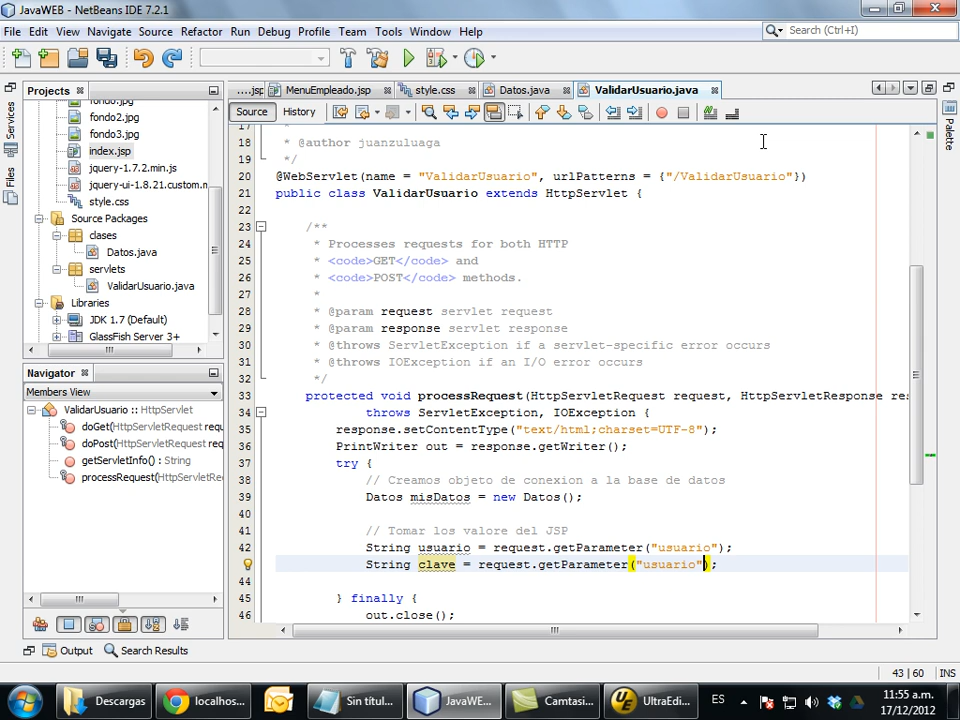 JavaWEB - NetBeans IDE 7.2.1
File Edit View Navigate Source Refactor Run Debug Profile Team Tools Window Help
Search (Ctrl+I)
Projects
....jsp MenuEmpleado.jsp style.css Datos.java ValidarUsuario.java
Services
Files
Palette
fondo.jpg
fondo2.jpg
fondo3.jpg
index.jsp
jquery-1.7.2.min.js
jquery-ui-1.8.21.custom.m
style.css
Source Packages
clases
Datos.java
servlets
ValidarUsuario.java
Libraries
JDK 1.7 (Default)
GlassFish Server 3+
Navigator
Members View
ValidarUsuario :: HttpServlet
doGet(HttpServletRequest requ
doPost(HttpServletRequest requ
getServletInfo() : String
processRequest(HttpServletRe
Source History
17 *
18 * @author juanzuluaga
19 */
20 @WebServlet(name = "ValidarUsuario", urlPatterns = {"/ValidarUsuario"})
21 public class ValidarUsuario extends HttpServlet {
22
23 /**
24 * Processes requests for both HTTP
25 * <code>GET</code> and
26 * <code>POST</code> methods.
27 *
28 * @param request servlet request
29 * @param response servlet response
30 * @throws ServletException if a servlet-specific error occurs
31 * @throws IOException if an I/O error occurs
32 */
33 protected void processRequest(HttpServletRequest request, HttpServletResponse res
34 throws ServletException, IOException {
35 response.setContentType("text/html;charset=UTF-8");
36 PrintWriter out = response.getWriter();
37 try {
38 // Creamos objeto de conexion a la base de datos
39 Datos misDatos = new Datos();
40
41 // Tomar los valore del JSP
42 String usuario = request.getParameter("usuario");
43 String clave = request.getParameter("usuario");
44
45 } finally {
46 out.close();
Output Search Results
43 | 60 INS
Descargas localhos... Sin títul... JavaWE... Camtasi... UltraEdi... ES
11:55 a.m.
17/12/2012